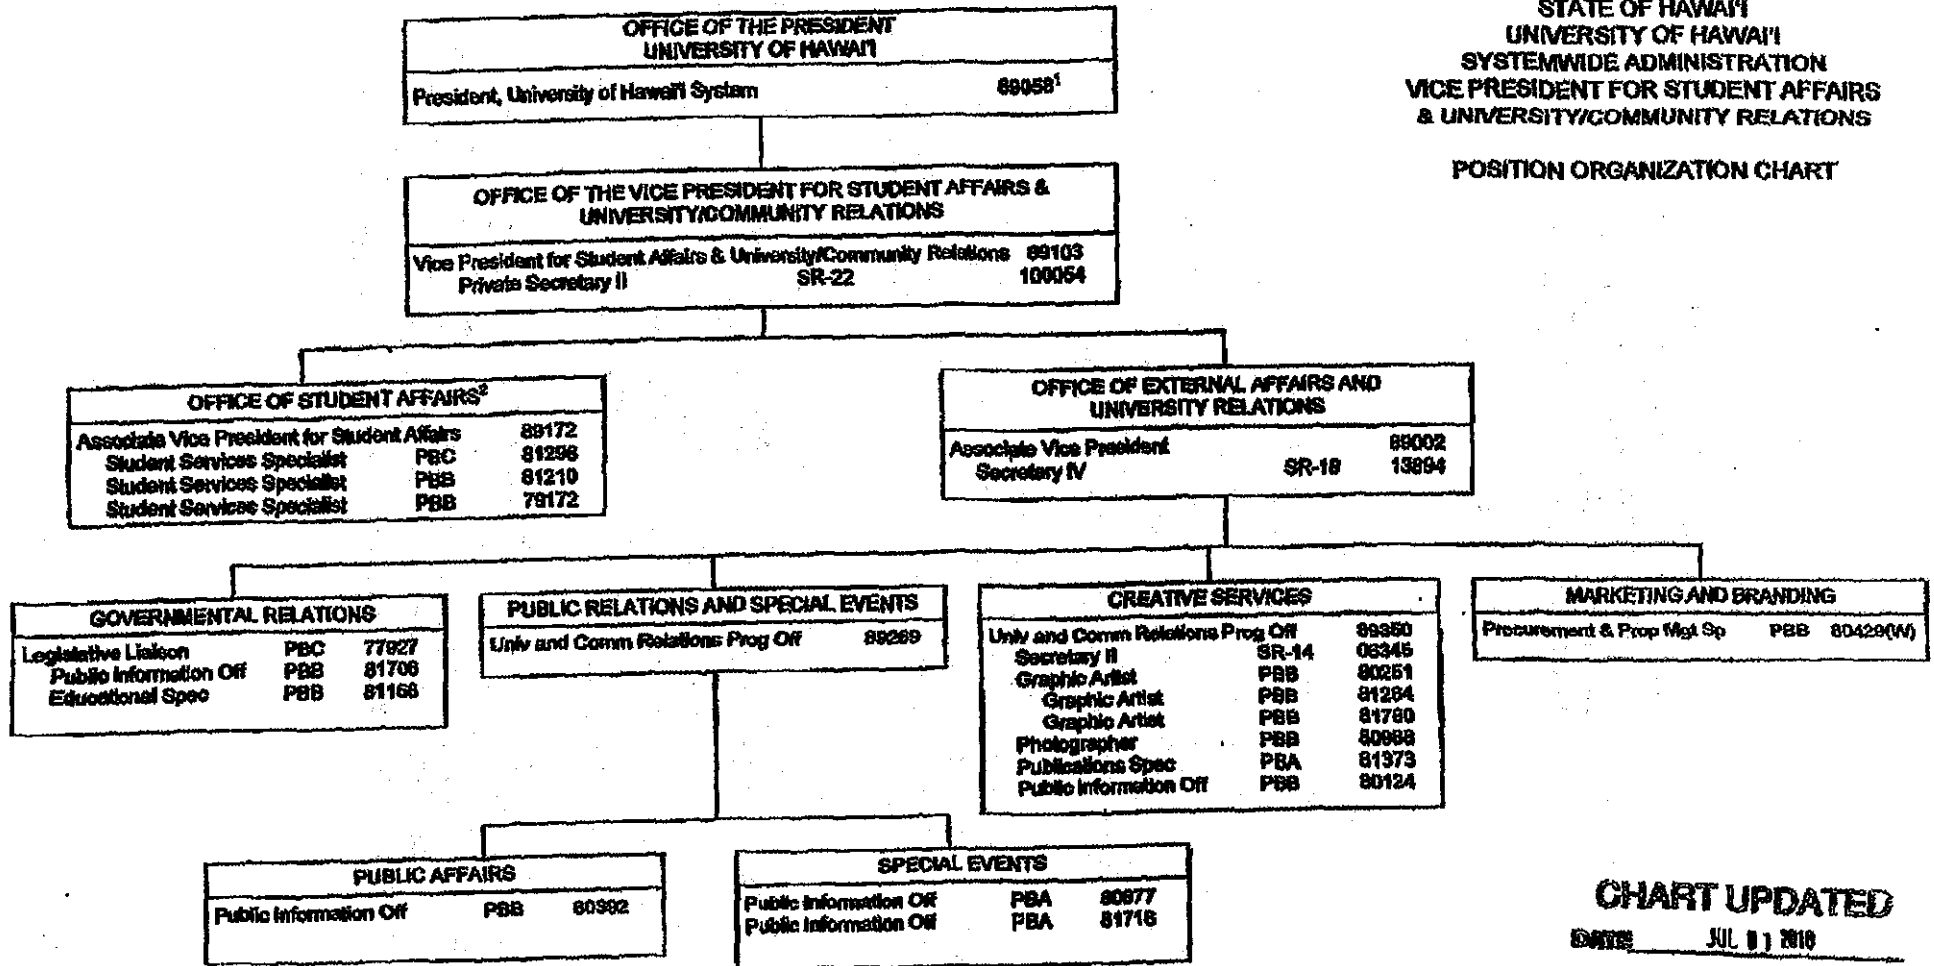 STATE OF HAWAI'I
UNIVERSITY OF HAWAI'I
SYSTEMWIDE ADMINISTRATION
VICE PRESIDENT FOR STUDENT AFFAIRS
& UNIVERSITY/COMMUNITY RELATIONS
POSITION ORGANIZATION CHART
OFFICE OF THE PRESIDENT
UNIVERSITY OF HAWAI'I
President, University of Hawai'i System 89058¹
OFFICE OF THE VICE PRESIDENT FOR STUDENT AFFAIRS &
UNIVERSITY/COMMUNITY RELATIONS
Vice President for Student Affairs & University/Community Relations 89103
Private Secretary II SR-22 100054
OFFICE OF STUDENT AFFAIRS²
Associate Vice President for Student Affairs 89172
Student Services Specialist PBC 81296
Student Services Specialist PBB 81210
Student Services Specialist PBB 79172
OFFICE OF EXTERNAL AFFAIRS AND
UNIVERSITY RELATIONS
Associate Vice President 89002
Secretary IV SR-18 13894
GOVERNMENTAL RELATIONS
Legislative Liaison PBC 77927
Public Information Off PBB 81706
Educational Spec PBB 81166
PUBLIC RELATIONS AND SPECIAL EVENTS
Univ and Comm Relations Prog Off 89269
CREATIVE SERVICES
Univ and Comm Relations Prog Off 89350
Secretary II SR-14 06345
Graphic Artist PBB 80251
Graphic Artist PBB 81264
Graphic Artist PBB 81760
Photographer PBB 80988
Publications Spec PBA 81373
Public Information Off PBB 80124
MARKETING AND BRANDING
Procurement & Prop Mgt Sp PBB 80429(W)
PUBLIC AFFAIRS
Public Information Off PBB 80392
SPECIAL EVENTS
Public Information Off PBA 80877
Public Information Off PBA 81716
CHART UPDATED
DATE JUL